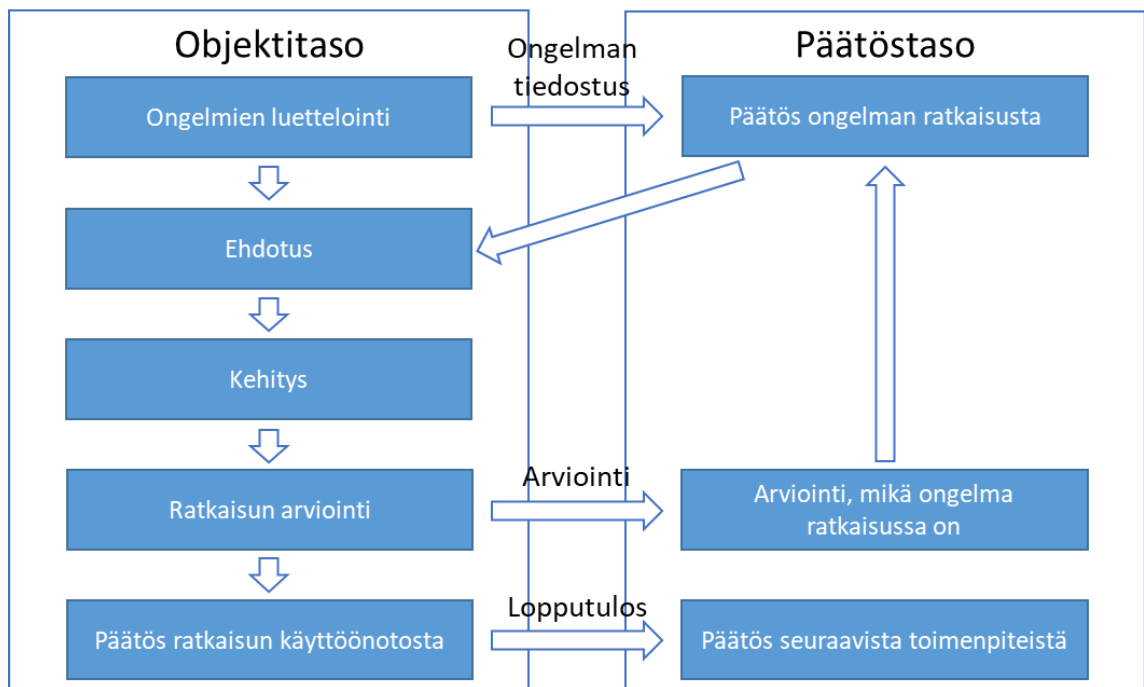 Objektitaso
Ongelman
tiedostus
Päätöstaso
Ongelmien luettelointi
Päätös ongelman ratkaisusta
Ehdotus
Kehitys
Arviointi
Ratkaisun arviointi
Arviointi, mikä ongelma
ratkaisussa on
Lopputulos
Päätös ratkaisun käyttöönotosta
Päätös seuraavista toimenpiteistä